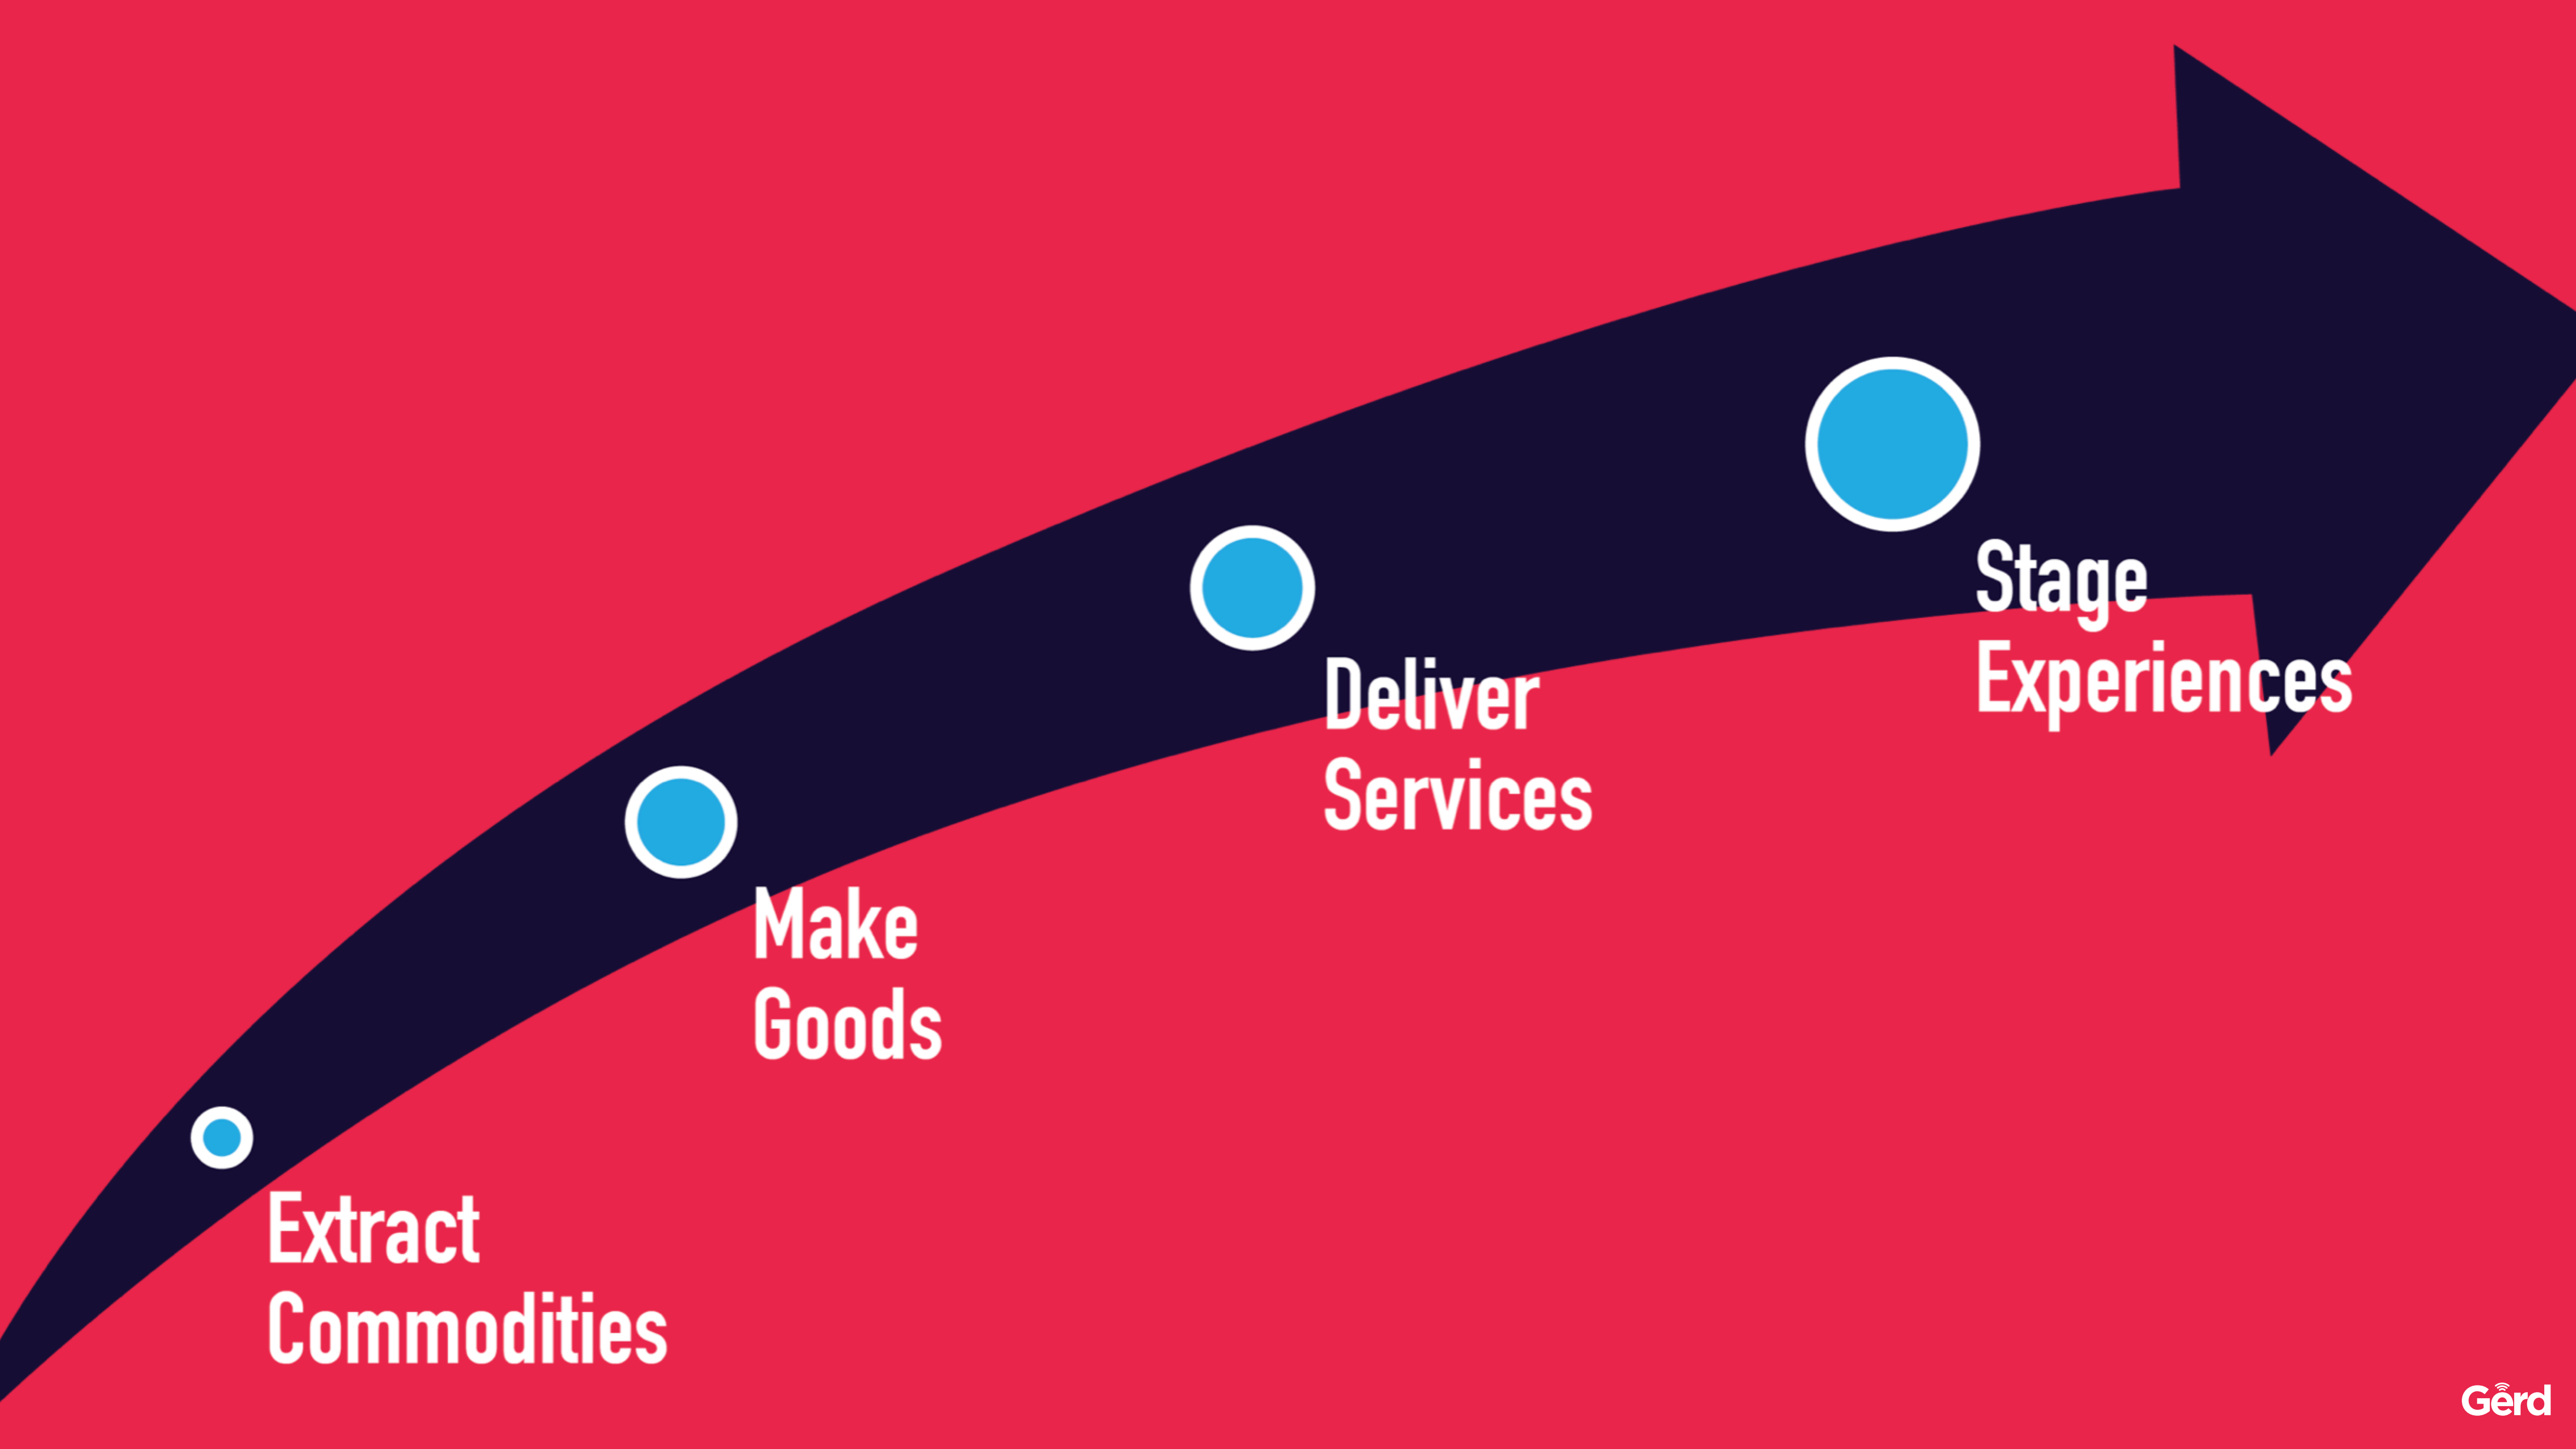 Stage
Experiences
Deliver
Services
Make
Goods
Extract
Commodities
Gerd